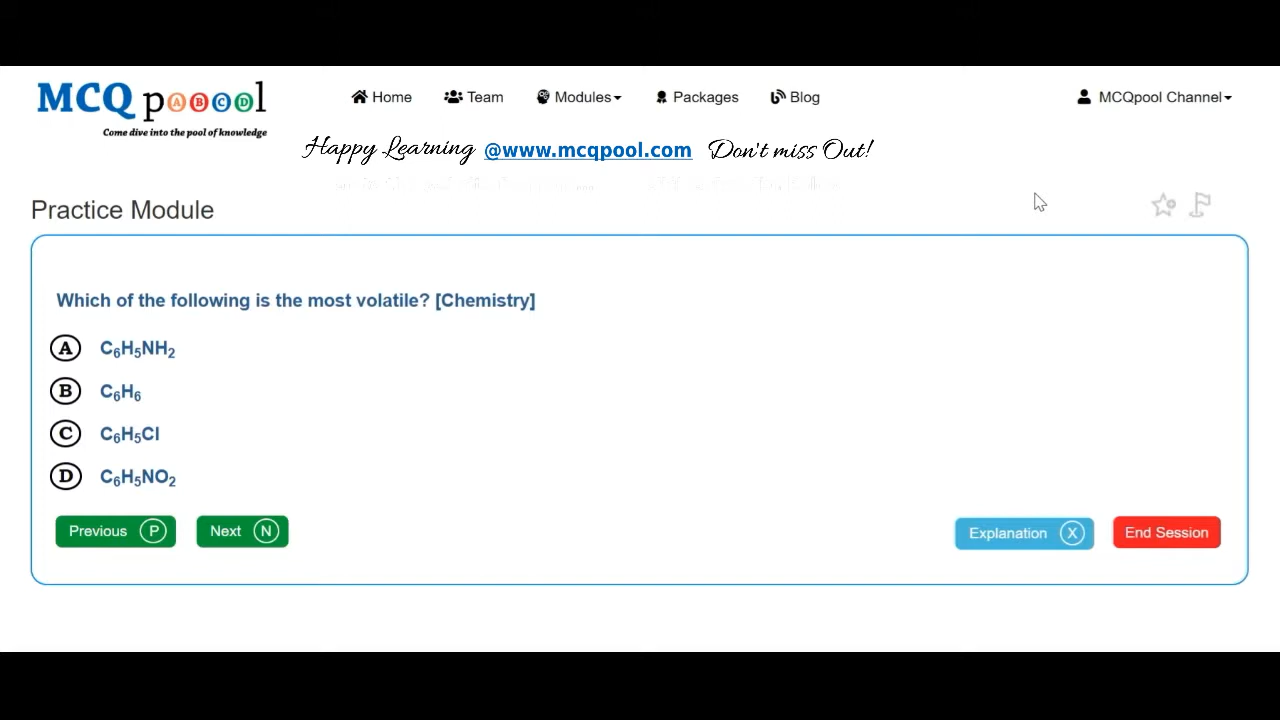 MCQ pooool
A B C D
Come dive into the pool of knowledge
Home Team Modules Packages Blog MCQpool Channel
Happy Learning @www.mcqpool.com Don't miss Out!
Practice Module
Which of the following is the most volatile? [Chemistry]
A C₆H₅NH₂
B C₆H₆
C C₆H₅Cl
D C₆H₅NO₂
Previous P Next N Explanation X End Session